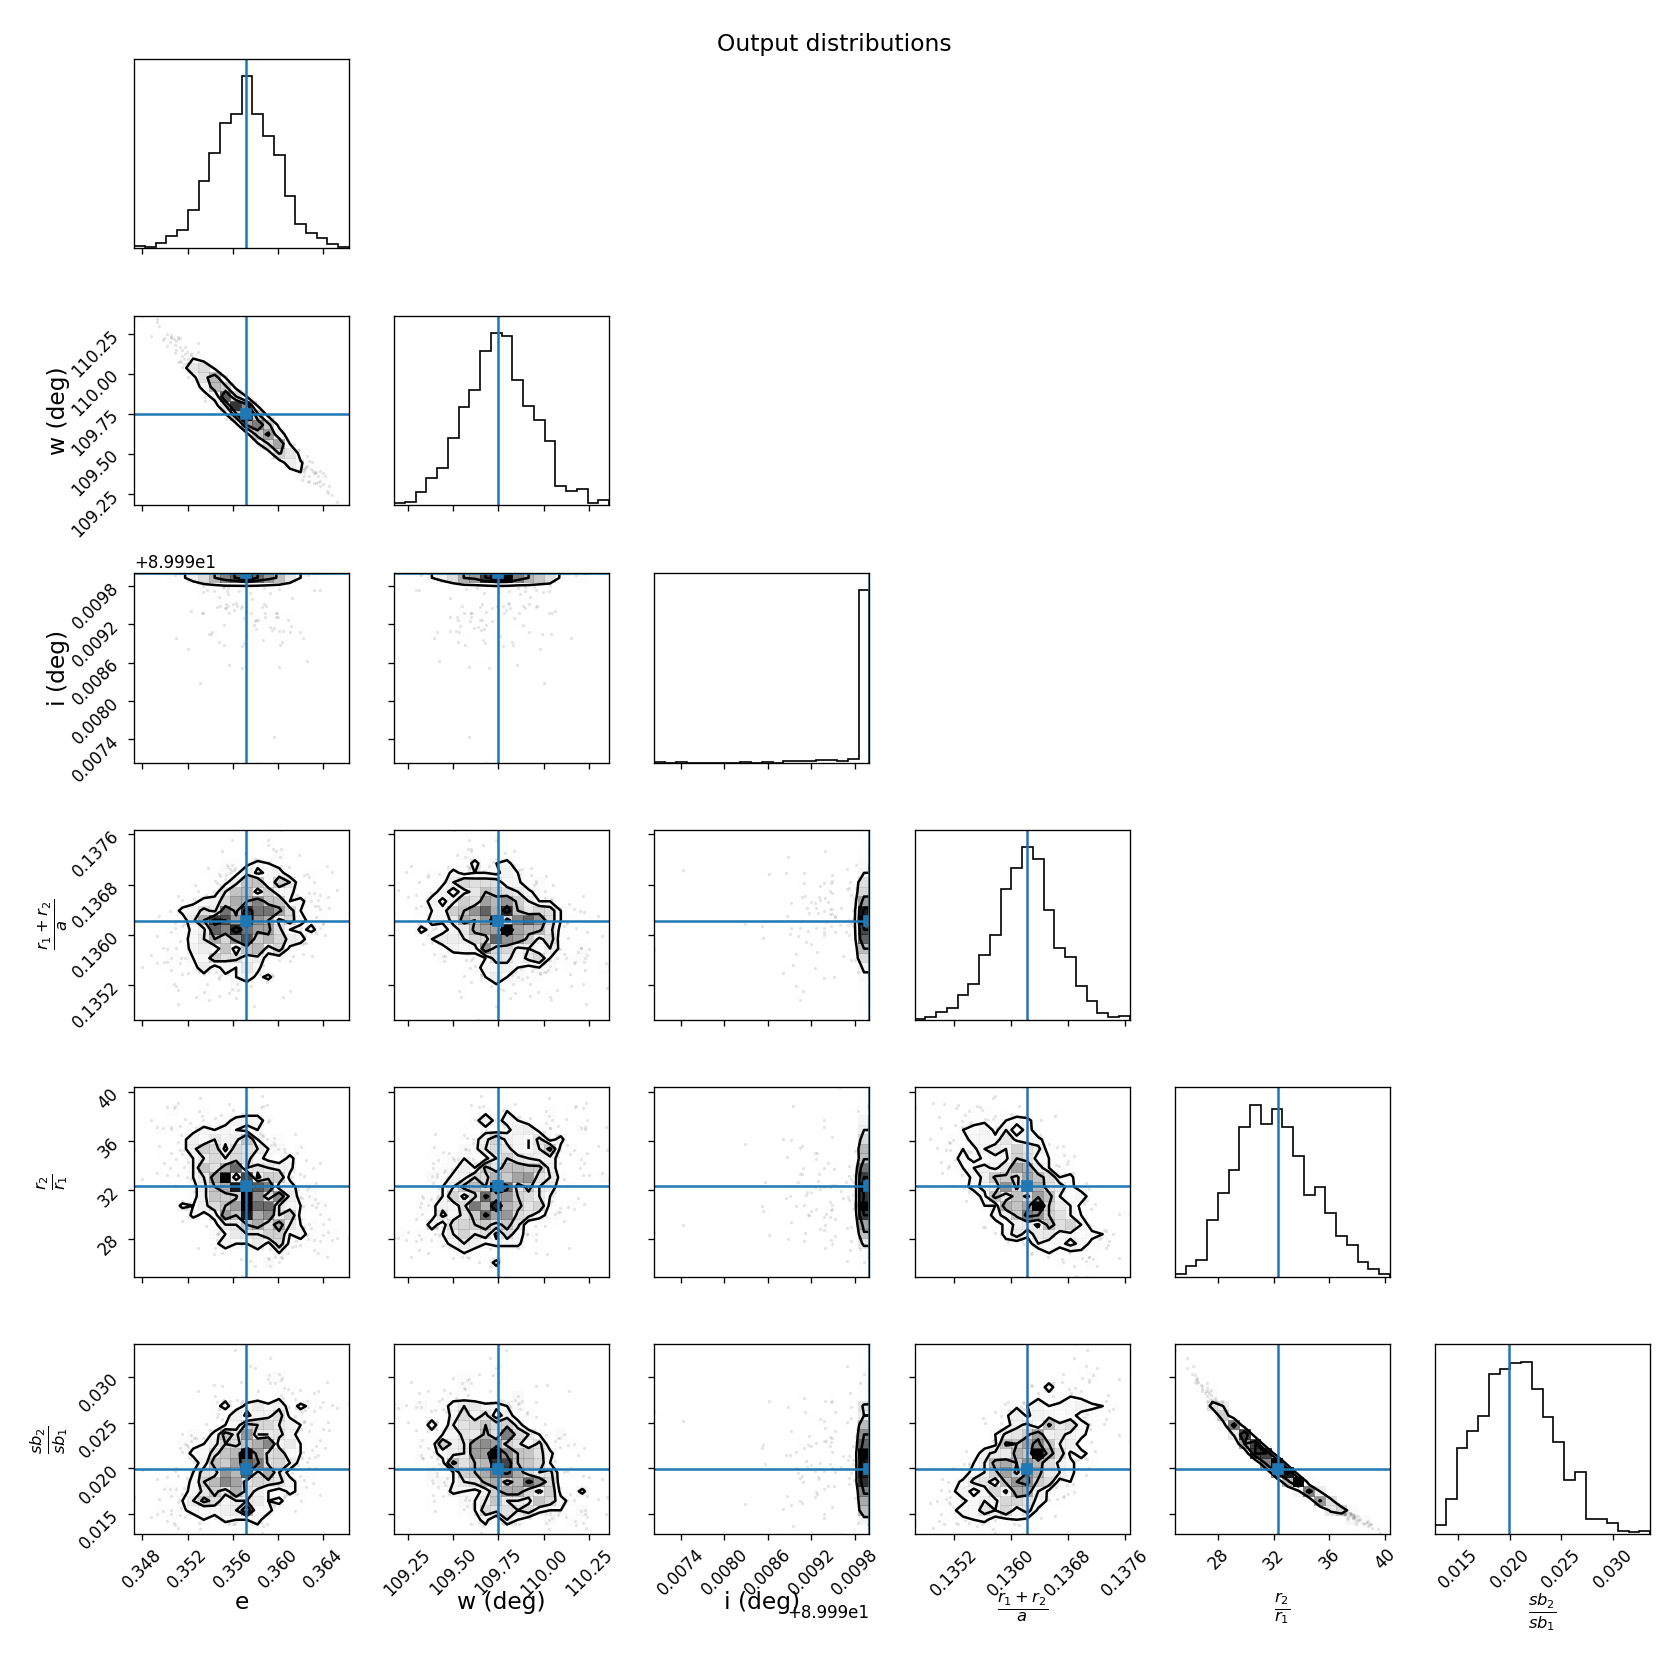 Output distributions
w (deg)
110.25
110.00
109.75
109.50
109.25
+8.999e1
i (deg)
0.0098
0.0092
0.0086
0.0080
0.0074
r₁ + r₂
a
0.1376
0.1368
0.1360
0.1352
r₂
r₁
40
36
32
28
sb₂
sb₁
0.030
0.025
0.020
0.015
0.348 0.352 0.356 0.360 0.364 109.25 109.50 109.75 110.00 110.25 0.0074 0.0080 0.0086 0.0092 0.0098 0.1352 0.1360 0.1368 0.1376 28 32 36 40 0.015 0.020 0.025 0.030
e w (deg) i (deg) +8.999e1
r₁ + r₂
a
r₂
r₁
sb₂
sb₁